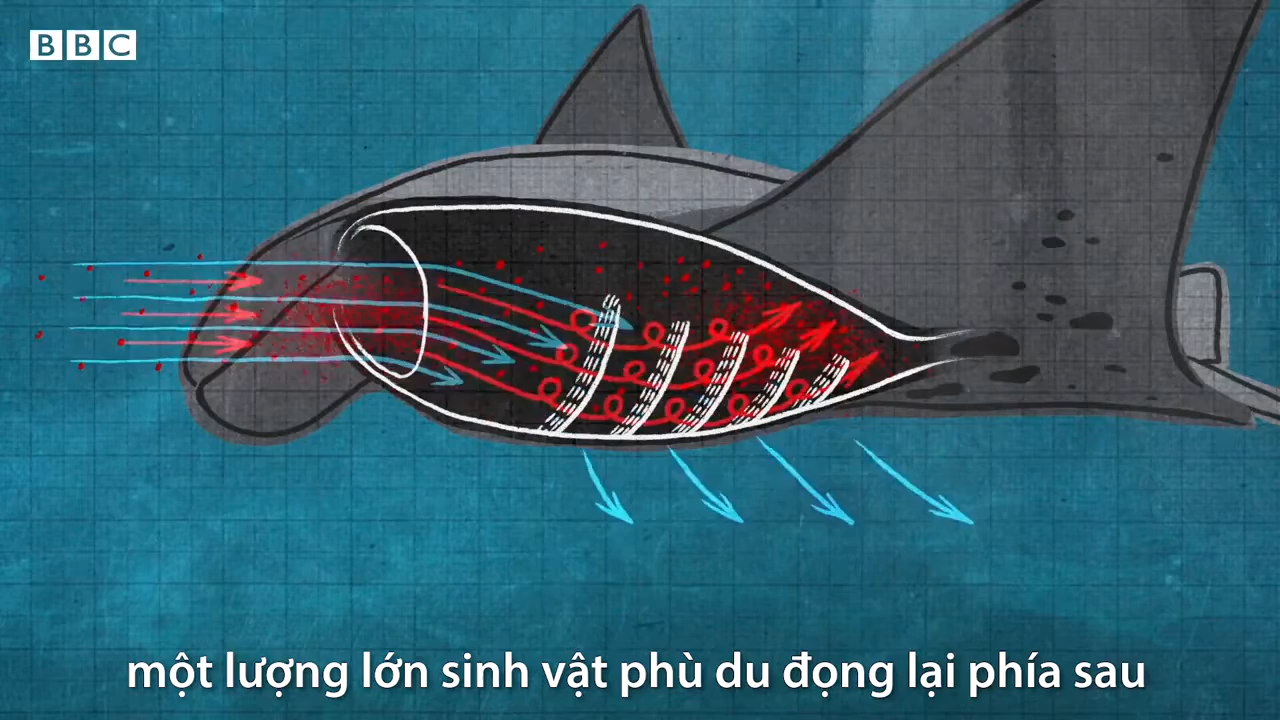 BBC
một lượng lớn sinh vật phù du đọng lại phía sau